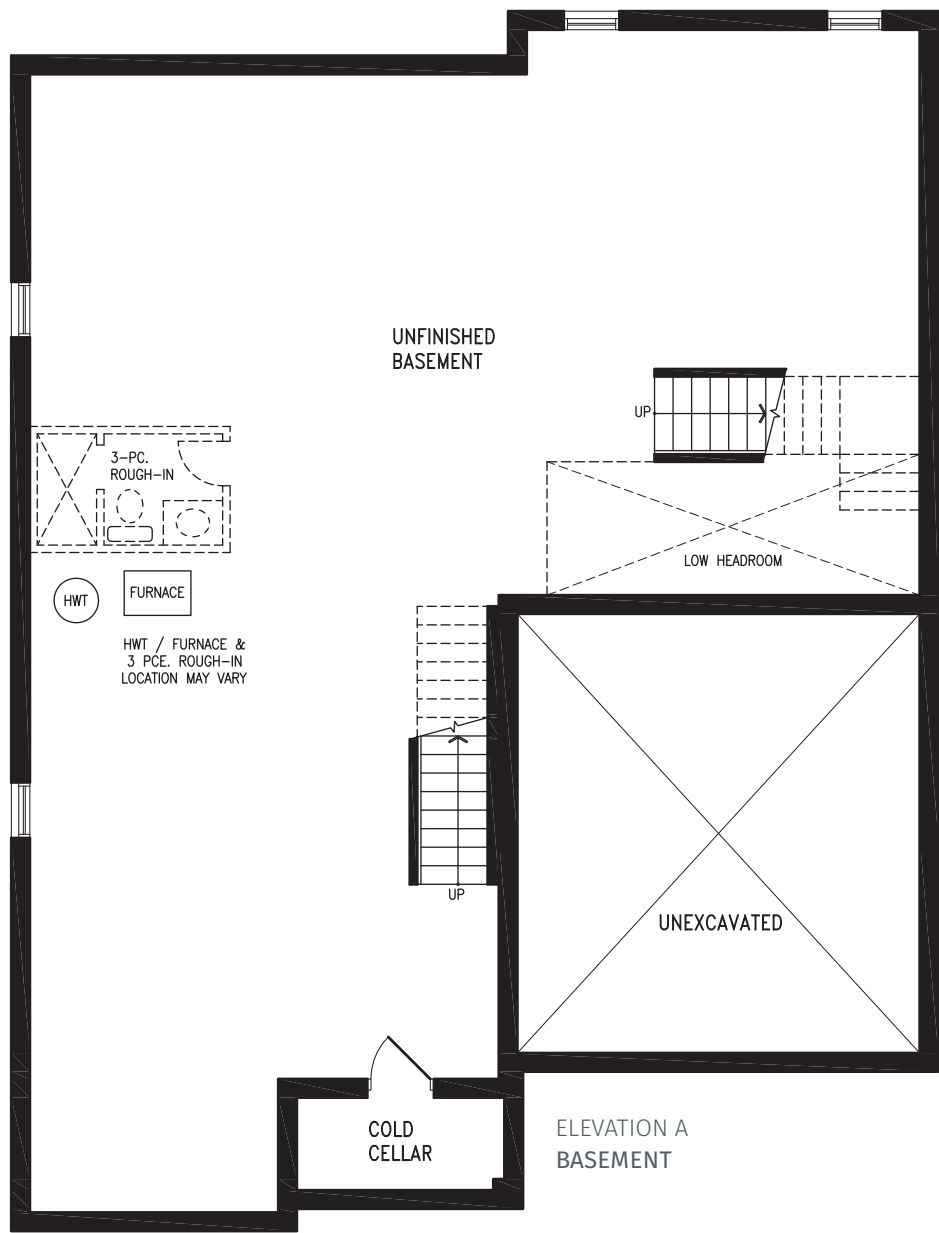 UNFINISHED
BASEMENT
UP
3-PC.
ROUGH-IN
LOW HEADROOM
HWT
FURNACE
HWT / FURNACE &
3 PCE. ROUGH-IN
LOCATION MAY VARY
UP
UNEXCAVATED
COLD
CELLAR
ELEVATION A
BASEMENT